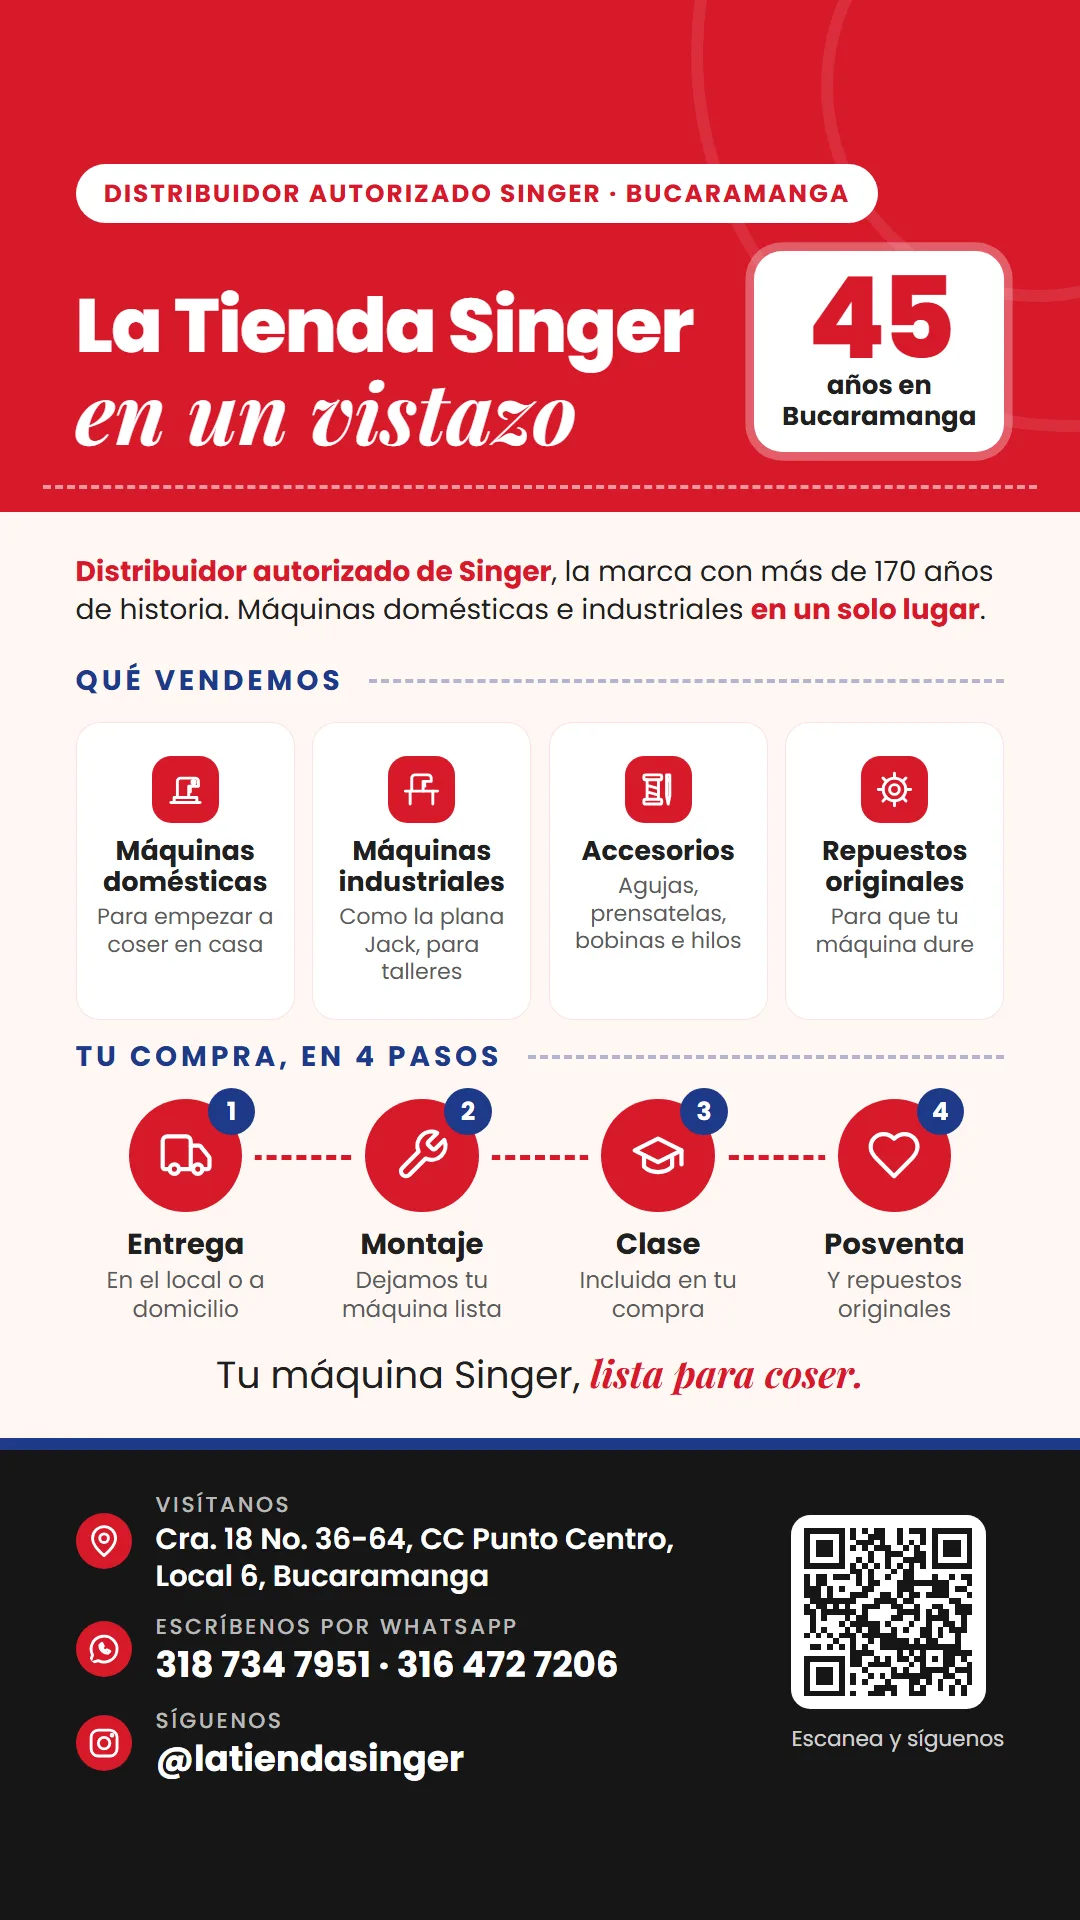 DISTRIBUIDOR AUTORIZADO SINGER · BUCARAMANGA
La Tienda Singer
en un vistazo
45
años en
Bucaramanga
Distribuidor autorizado de Singer, la marca con más de 170 años
de historia. Máquinas domésticas e industriales en un solo lugar.
QUÉ VENDEMOS
Máquinas
domésticas
Para empezar a
coser en casa
Máquinas
industriales
Como la plana
Jack, para
talleres
Accesorios
Agujas,
prensatelas,
bobinas e hilos
Repuestos
originales
Para que tu
máquina dure
TU COMPRA, EN 4 PASOS
1
Entrega
En el local o a
domicilio
2
Montaje
Dejamos tu
máquina lista
3
Clase
Incluida en tu
compra
4
Posventa
Y repuestos
originales
Tu máquina Singer, lista para coser.
VISÍTANOS
Cra. 18 No. 36-64, CC Punto Centro,
Local 6, Bucaramanga
ESCRÍBENOS POR WHATSAPP
318 734 7951 · 316 472 7206
SÍGUENOS
@latiendasinger
Escanea y síguenos